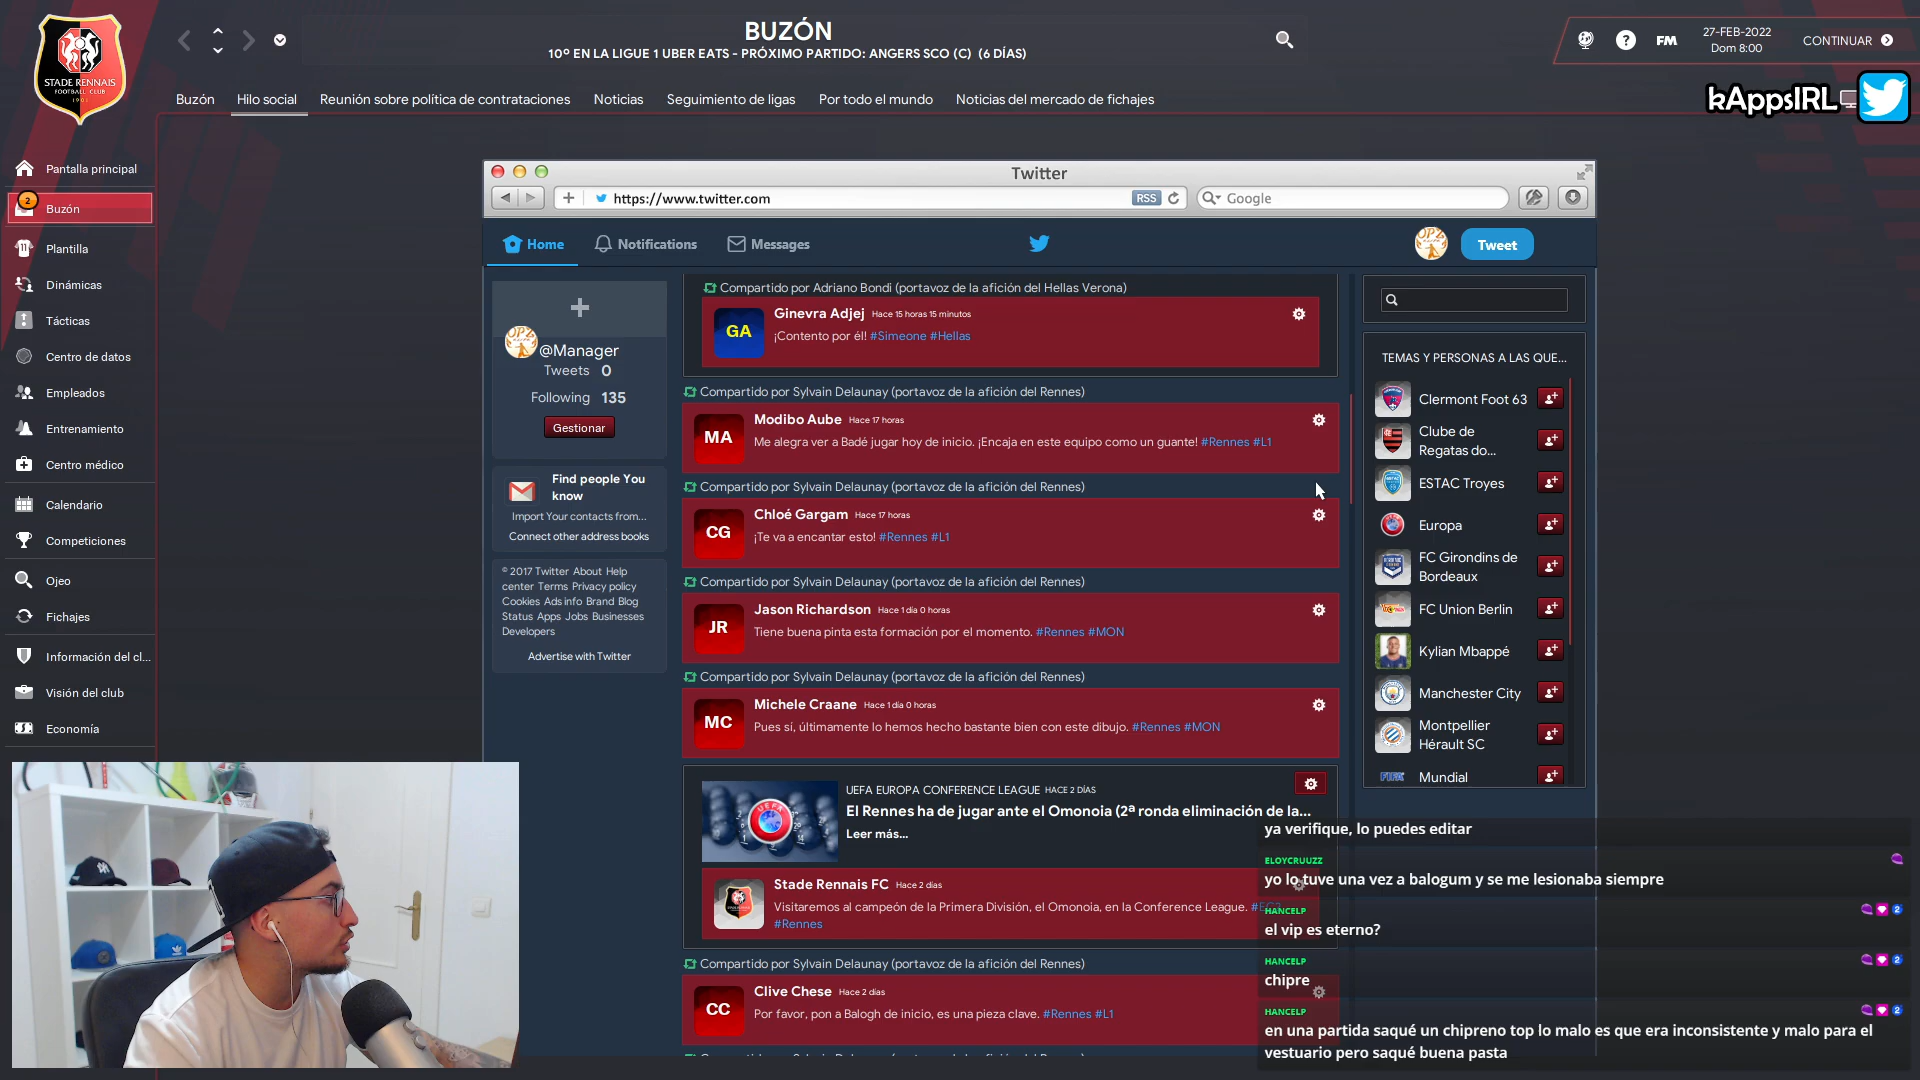 STADE RENNAIS
FOOTBALL CLUB
1901
BUZÓN
10º EN LA LIGUE 1 UBER EATS - PRÓXIMO PARTIDO: ANGERS SCO (C) (6 DÍAS)
FM
27-FEB-2022
Dom 8:00
CONTINUAR
kAppsIRL
Buzón
Hilo social
Reunión sobre política de contrataciones
Noticias
Seguimiento de ligas
Por todo el mundo
Noticias del mercado de fichajes
Pantalla principal
2
Buzón
Plantilla
Dinámicas
Tácticas
Centro de datos
Empleados
Entrenamiento
Centro médico
Calendario
Competiciones
Ojeo
Fichajes
Información del cl...
Visión del club
Economía
Twitter
https://www.twitter.com
RSS
Google
Home
Notifications
Messages
Tweet
@Manager
Tweets 0
Following 135
Gestionar
Find people You
know
Import Your contacts from...
Connect other address books
© 2017 Twitter About Help
center Terms Privacy policy
Cookies Ads info Brand Blog
Status Apps Jobs Businesses
Developers
Advertise with Twitter
Compartido por Adriano Bondi (portavoz de la afición del Hellas Verona)
GA
Ginevra Adjej Hace 15 horas 15 minutos
¡Contento por él! #Simeone #Hellas
Compartido por Sylvain Delaunay (portavoz de la afición del Rennes)
MA
Modibo Aube Hace 17 horas
Me alegra ver a Badé jugar hoy de inicio. ¡Encaja en este equipo como un guante! #Rennes #L1
Compartido por Sylvain Delaunay (portavoz de la afición del Rennes)
CG
Chloé Gargam Hace 17 horas
¡Te va a encantar esto! #Rennes #L1
Compartido por Sylvain Delaunay (portavoz de la afición del Rennes)
JR
Jason Richardson Hace 1 día 0 horas
Tiene buena pinta esta formación por el momento. #Rennes #MON
Compartido por Sylvain Delaunay (portavoz de la afición del Rennes)
MC
Michele Craane Hace 1 día 0 horas
Pues sí, últimamente lo hemos hecho bastante bien con este dibujo. #Rennes #MON
UEFA EUROPA CONFERENCE LEAGUE HACE 2 DÍAS
El Rennes ha de jugar ante el Omonoia (2ª ronda eliminación de la...
Leer más...
Stade Rennais FC Hace 2 días
Visitaremos al campeón de la Primera División, el Omonoia, en la Conference League.
#Rennes
Compartido por Sylvain Delaunay (portavoz de la afición del Rennes)
CC
Clive Chese Hace 2 días
Por favor, pon a Balogh de inicio, es una pieza clave. #Rennes #L1
TEMAS Y PERSONAS A LAS QUE...
Clermont Foot 63
Clube de
Regatas do...
ESTAC Troyes
Europa
FC Girondins de
Bordeaux
FC Union Berlin
Kylian Mbappé
Manchester City
Montpellier
Hérault SC
FIFA
Mundial
ya verifique, lo puedes editar
ELOYCRUUZZ
yo lo tuve una vez a balogum y se me lesionaba siempre
HANCELP
el vip es eterno?
HANCELP
chipre
HANCELP
en una partida saqué un chipreno top lo malo es que era inconsistente y malo para el
vestuario pero saqué buena pasta